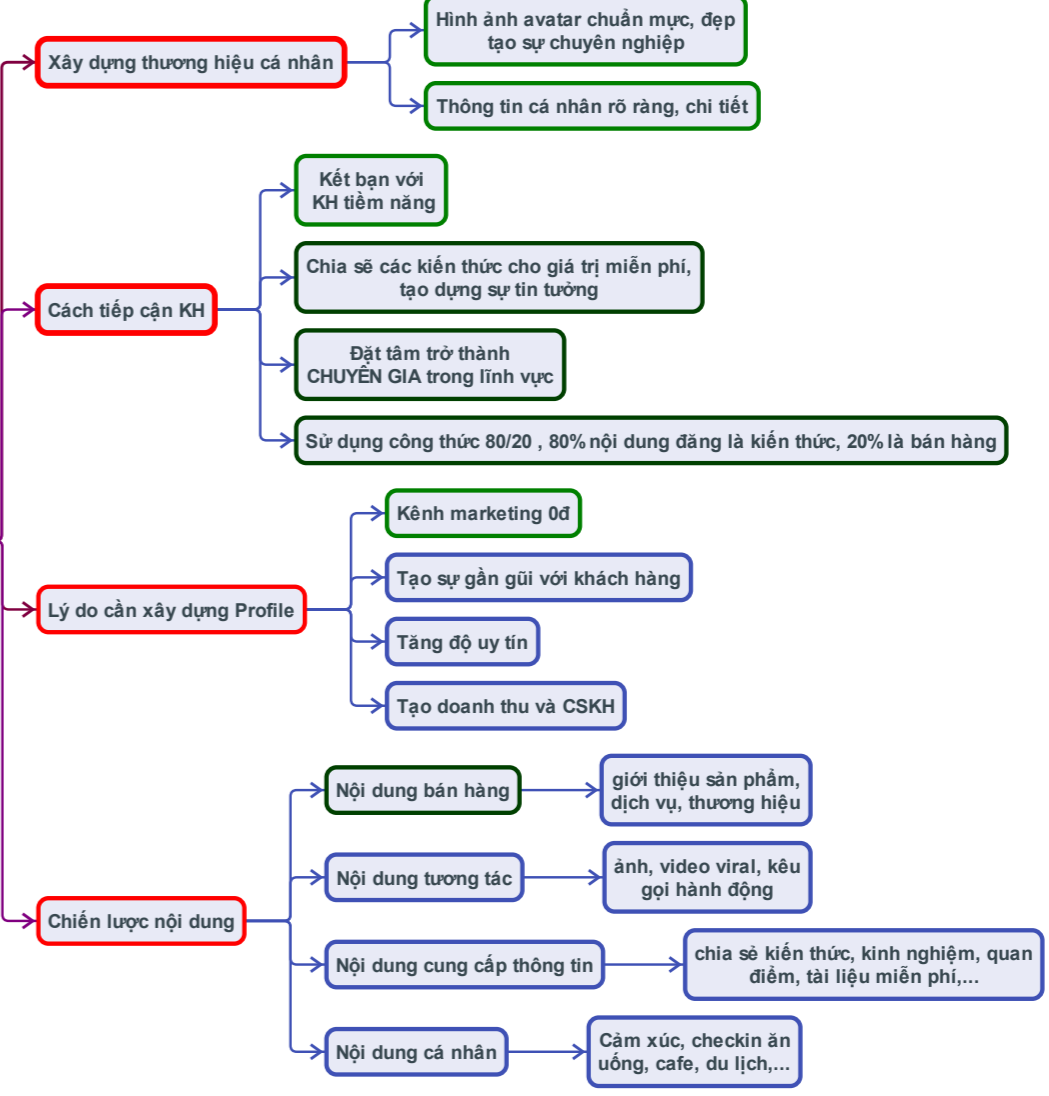 Xây dựng thương hiệu cá nhân
Hình ảnh avatar chuẩn mực, đẹp
tạo sự chuyên nghiệp
Thông tin cá nhân rõ ràng, chi tiết
Cách tiếp cận KH
Kết bạn với
KH tiềm năng
Chia sẽ các kiến thức cho giá trị miễn phí,
tạo dựng sự tin tưởng
Đặt tâm trở thành
CHUYÊN GIA trong lĩnh vực
Sử dụng công thức 80/20 , 80% nội dung đăng là kiến thức, 20% là bán hàng
Lý do cần xây dựng Profile
Kênh marketing 0đ
Tạo sự gần gũi với khách hàng
Tăng độ uy tín
Tạo doanh thu và CSKH
Chiến lược nội dung
Nội dung bán hàng
giới thiệu sản phẩm,
dịch vụ, thương hiệu
Nội dung tương tác
ảnh, video viral, kêu
gọi hành động
Nội dung cung cấp thông tin
chia sẻ kiến thức, kinh nghiệm, quan
điểm, tài liệu miễn phí,...
Nội dung cá nhân
Cảm xúc, checkin ăn
uống, cafe, du lịch,...